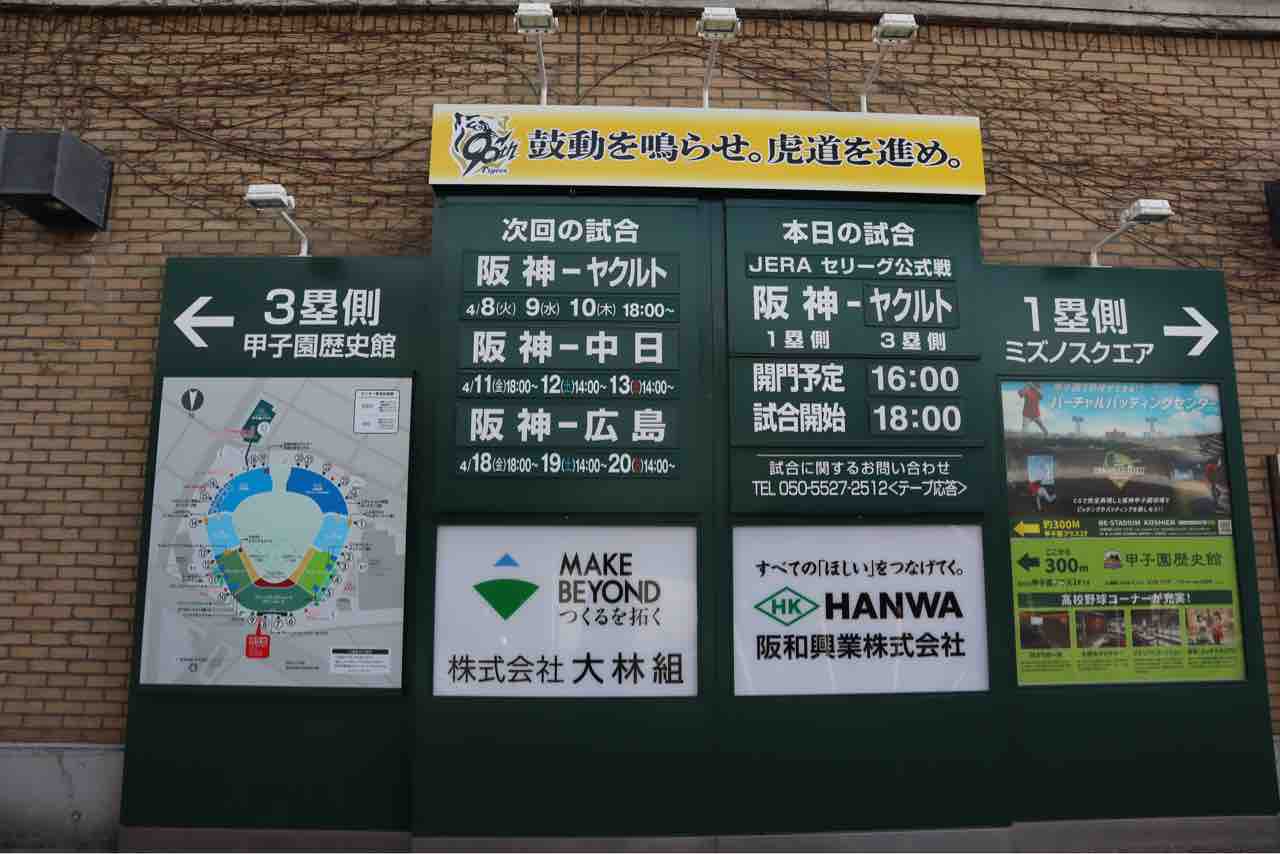 90th
Tigers
鼓動を鳴らせ。虎道を進め。
← 3塁側
甲子園歴史館
次回の試合
阪神−ヤクルト
4/8(火) 9(水) 10(木) 18:00~
阪神−中日
4/11(金)18:00~ 12(土)14:00~ 13(日)14:00~
阪神−広島
4/18(金)18:00~ 19(土)14:00~ 20(日)14:00~
本日の試合
JERA セリーグ公式戦
阪神−ヤクルト
1塁側 3塁側
開門予定 16:00
試合開始 18:00
試合に関するお問い合わせ
TEL 050-5527-2512<テープ応答>
1塁側 →
ミズノスクエア
MAKE
BEYOND
つくるを拓く
株式会社 大林組
すべての「ほしい」をつなげてく。
HK HANWA
阪和興業株式会社
バーチャルバッティングセンター
約300M
BE-STADIUM KOSHIEN
ここから
300m
甲子園歴史館
高校野球コーナーが充実!